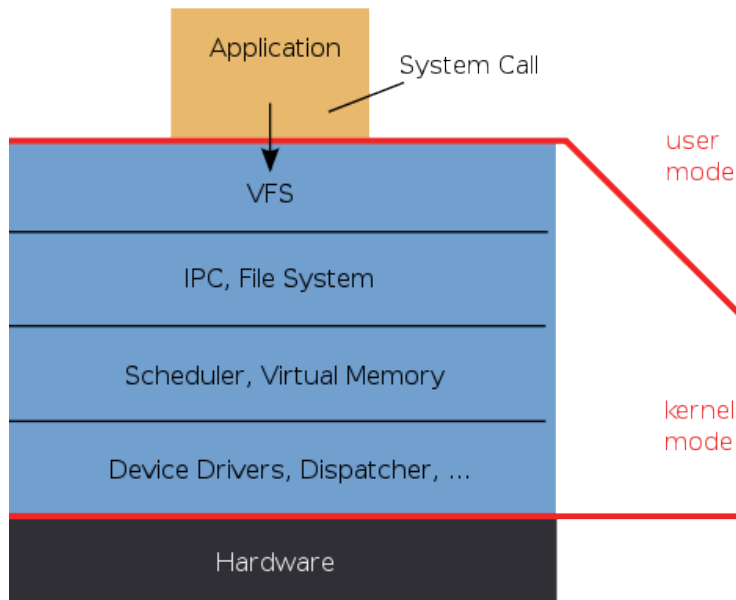 Application
System Call
user
mode
VFS
IPC, File System
Scheduler, Virtual Memory
kernel
mode
Device Drivers, Dispatcher, ...
Hardware